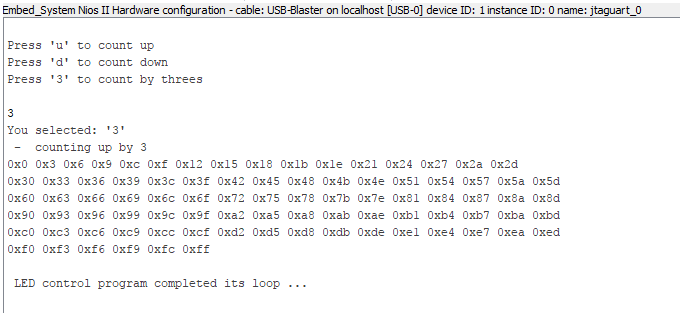 Embed_System Nios II Hardware configuration - cable: USB-Blaster on localhost [USB-0] device ID: 1 instance ID: 0 name: jtaguart_0
Press 'u' to count up
Press 'd' to count down
Press '3' to count by threes
3
You selected: '3'
- counting up by 3
0x0 0x3 0x6 0x9 0xc 0xf 0x12 0x15 0x18 0x1b 0x1e 0x21 0x24 0x27 0x2a 0x2d
0x30 0x33 0x36 0x39 0x3c 0x3f 0x42 0x45 0x48 0x4b 0x4e 0x51 0x54 0x57 0x5a 0x5d
0x60 0x63 0x66 0x69 0x6c 0x6f 0x72 0x75 0x78 0x7b 0x7e 0x81 0x84 0x87 0x8a 0x8d
0x90 0x93 0x96 0x99 0x9c 0x9f 0xa2 0xa5 0xa8 0xab 0xae 0xb1 0xb4 0xb7 0xba 0xbd
0xc0 0xc3 0xc6 0xc9 0xcc 0xcf 0xd2 0xd5 0xd8 0xdb 0xde 0xe1 0xe4 0xe7 0xea 0xed
0xf0 0xf3 0xf6 0xf9 0xfc 0xff
LED control program completed its loop ...